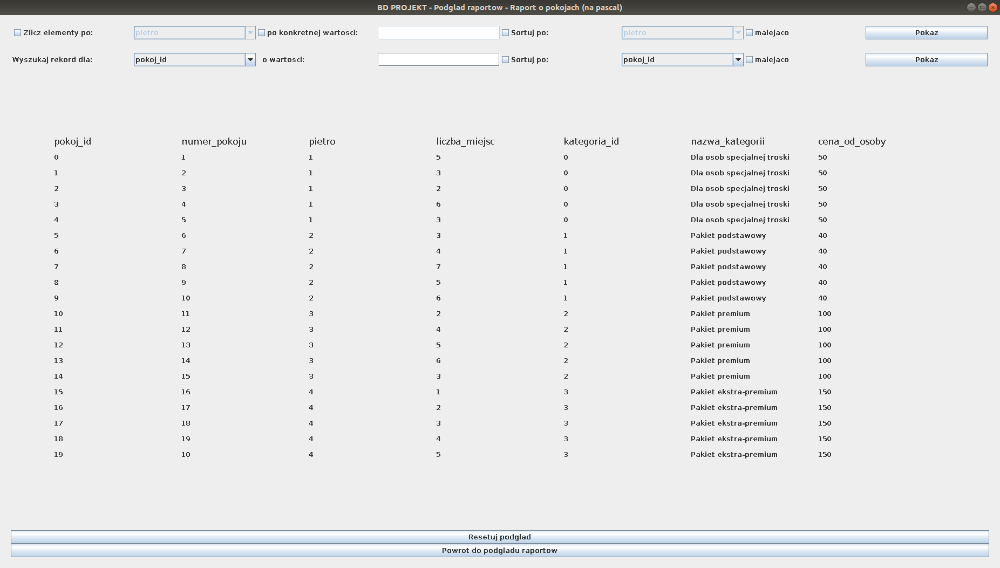 BD PROJEKT - Podglad raportow - Raport o pokojach (na pascal)
Zlicz elementy po: pietro po konkretnej wartosci: Sortuj po: pietro malejaco Pokaz
Wyszukaj rekord dla: pokoj_id o wartosci: Sortuj po: pokoj_id malejaco Pokaz
pokoj_id numer_pokoju pietro liczba_miejsc kategoria_id nazwa_kategorii cena_od_osoby
0 1 1 5 0 Dla osob specjalnej troski 50
1 2 1 3 0 Dla osob specjalnej troski 50
2 3 1 2 0 Dla osob specjalnej troski 50
3 4 1 6 0 Dla osob specjalnej troski 50
4 5 1 3 0 Dla osob specjalnej troski 50
5 6 2 3 1 Pakiet podstawowy 40
6 7 2 4 1 Pakiet podstawowy 40
7 8 2 7 1 Pakiet podstawowy 40
8 9 2 5 1 Pakiet podstawowy 40
9 10 2 6 1 Pakiet podstawowy 40
10 11 3 2 2 Pakiet premium 100
11 12 3 4 2 Pakiet premium 100
12 13 3 5 2 Pakiet premium 100
13 14 3 6 2 Pakiet premium 100
14 15 3 3 2 Pakiet premium 100
15 16 4 1 3 Pakiet ekstra-premium 150
16 17 4 2 3 Pakiet ekstra-premium 150
17 18 4 3 3 Pakiet ekstra-premium 150
18 19 4 4 3 Pakiet ekstra-premium 150
19 10 4 5 3 Pakiet ekstra-premium 150
Resetuj podglad
Powrot do podgladu raportow